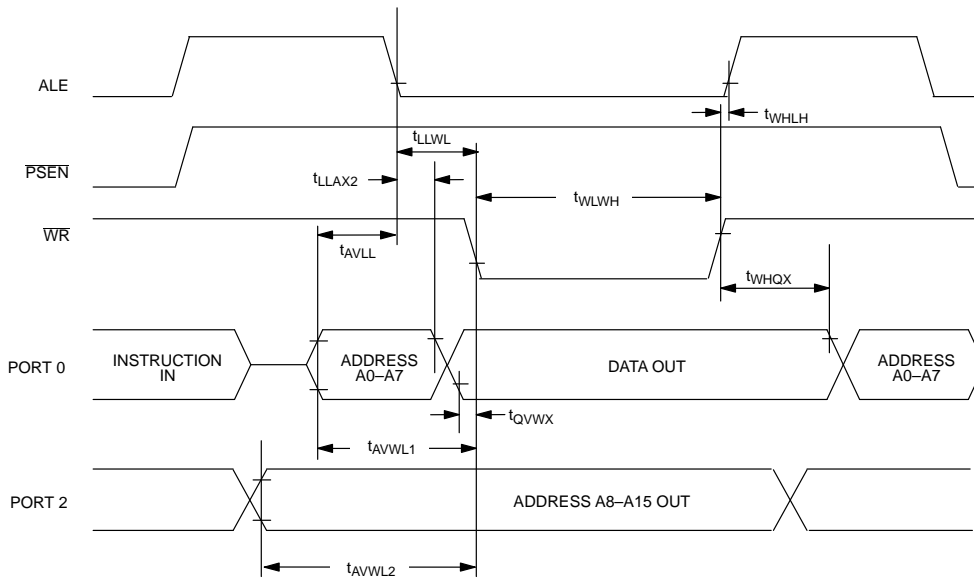 ALE
tWHLH
tLLWL
PSEN
tLLAX2
tWLWH
WR
tAVLL
tWHQX
PORT 0
INSTRUCTION
IN
ADDRESS
A0–A7
DATA OUT
ADDRESS
A0–A7
tQVWX
tAVWL1
PORT 2
ADDRESS A8–A15 OUT
tAVWL2